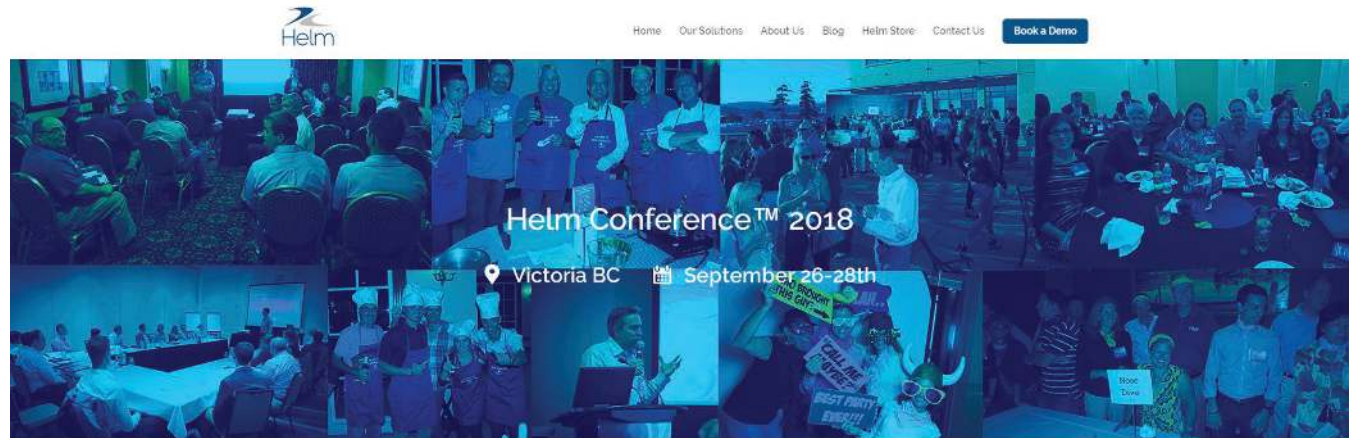 Helm
Home Our Solutions About Us Blog Helm Store Contact Us Book a Demo
Helm Conference™ 2018
Victoria BC September 26-28th
WHO BROUGHT
THIS GUY?
CALL ME
MAYBE?
BEST PARTY
EVER!!!!